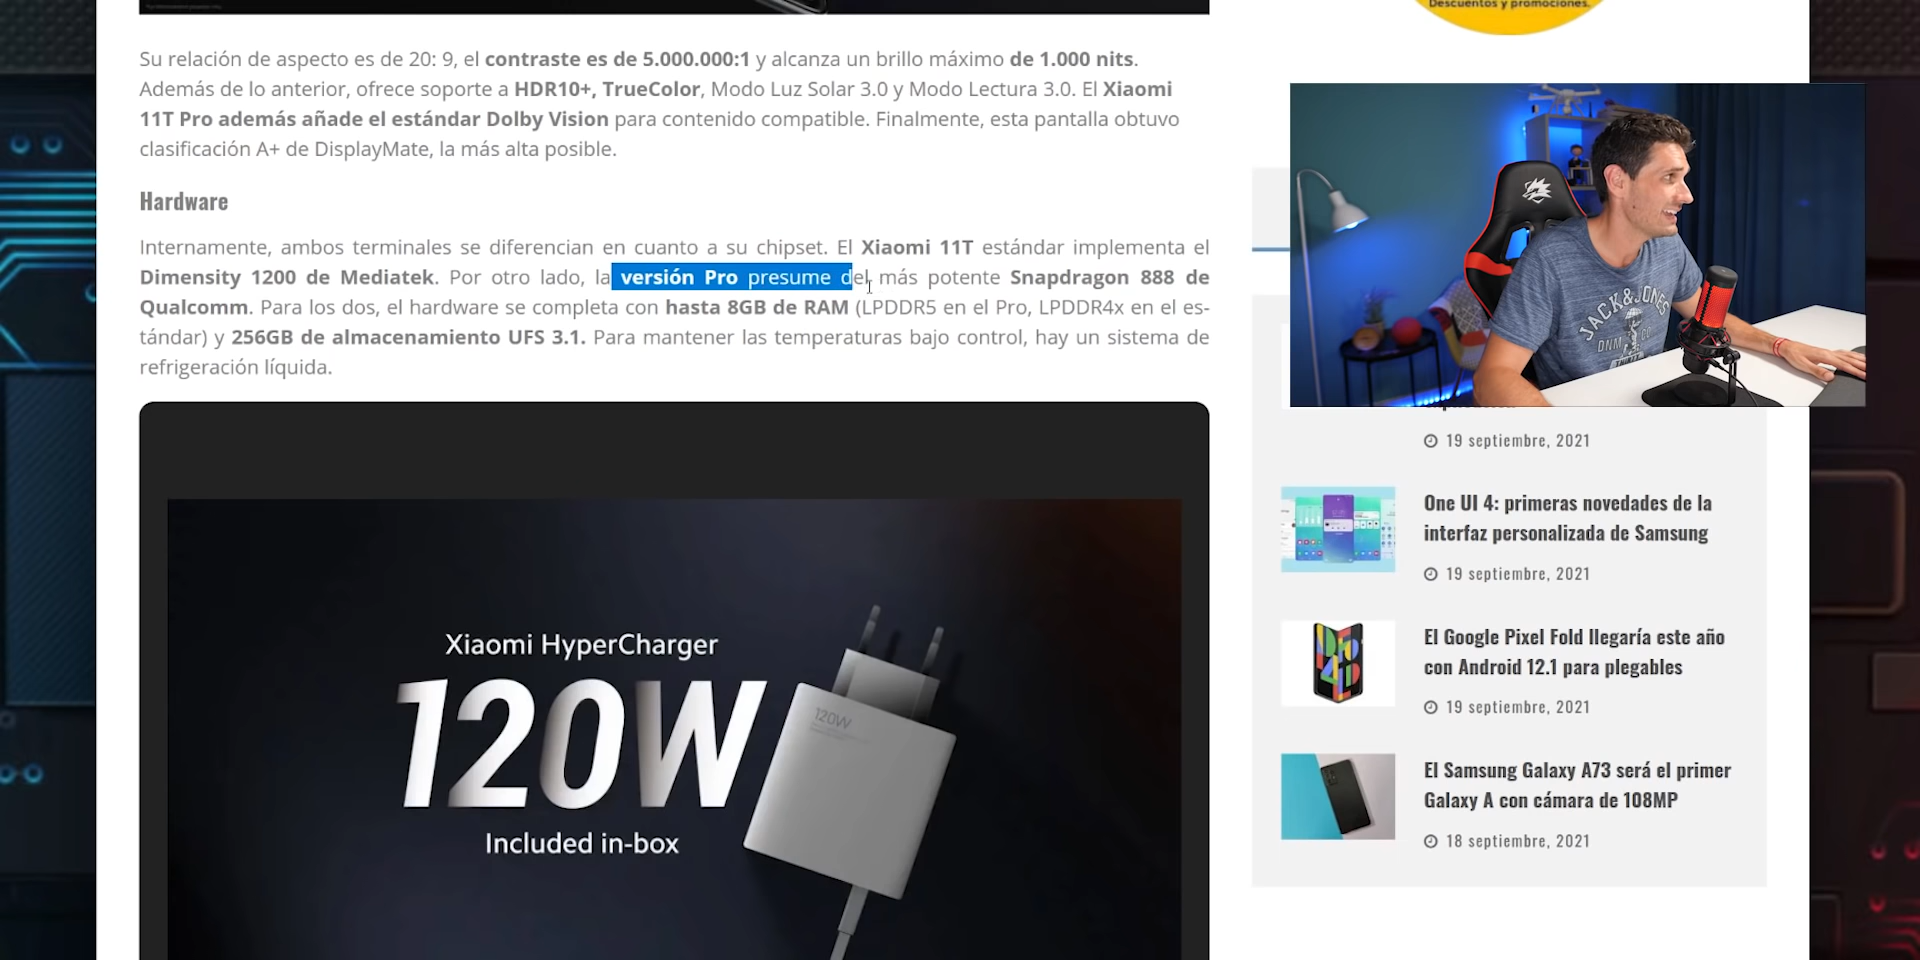 Descuentos y promociones.
Su relación de aspecto es de 20: 9, el contraste es de 5.000.000:1 y alcanza un brillo máximo de 1.000 nits.
Además de lo anterior, ofrece soporte a HDR10+, TrueColor, Modo Luz Solar 3.0 y Modo Lectura 3.0. El Xiaomi
11T Pro además añade el estándar Dolby Vision para contenido compatible. Finalmente, esta pantalla obtuvo
clasificación A+ de DisplayMate, la más alta posible.
Hardware
Internamente, ambos terminales se diferencian en cuanto a su chipset. El Xiaomi 11T estándar implementa el
Dimensity 1200 de Mediatek. Por otro lado, la versión Pro presume del más potente Snapdragon 888 de
Qualcomm. Para los dos, el hardware se completa con hasta 8GB de RAM (LPDDR5 en el Pro, LPDDR4x en el es-
tándar) y 256GB de almacenamiento UFS 3.1. Para mantener las temperaturas bajo control, hay un sistema de
refrigeración líquida.
Xiaomi HyperCharger
120W
Included in-box
120W
JACK & JONES
DNM CO
19 septiembre, 2021
One UI 4: primeras novedades de la
interfaz personalizada de Samsung
19 septiembre, 2021
El Google Pixel Fold llegaría este año
con Android 12.1 para plegables
19 septiembre, 2021
El Samsung Galaxy A73 será el primer
Galaxy A con cámara de 108MP
18 septiembre, 2021